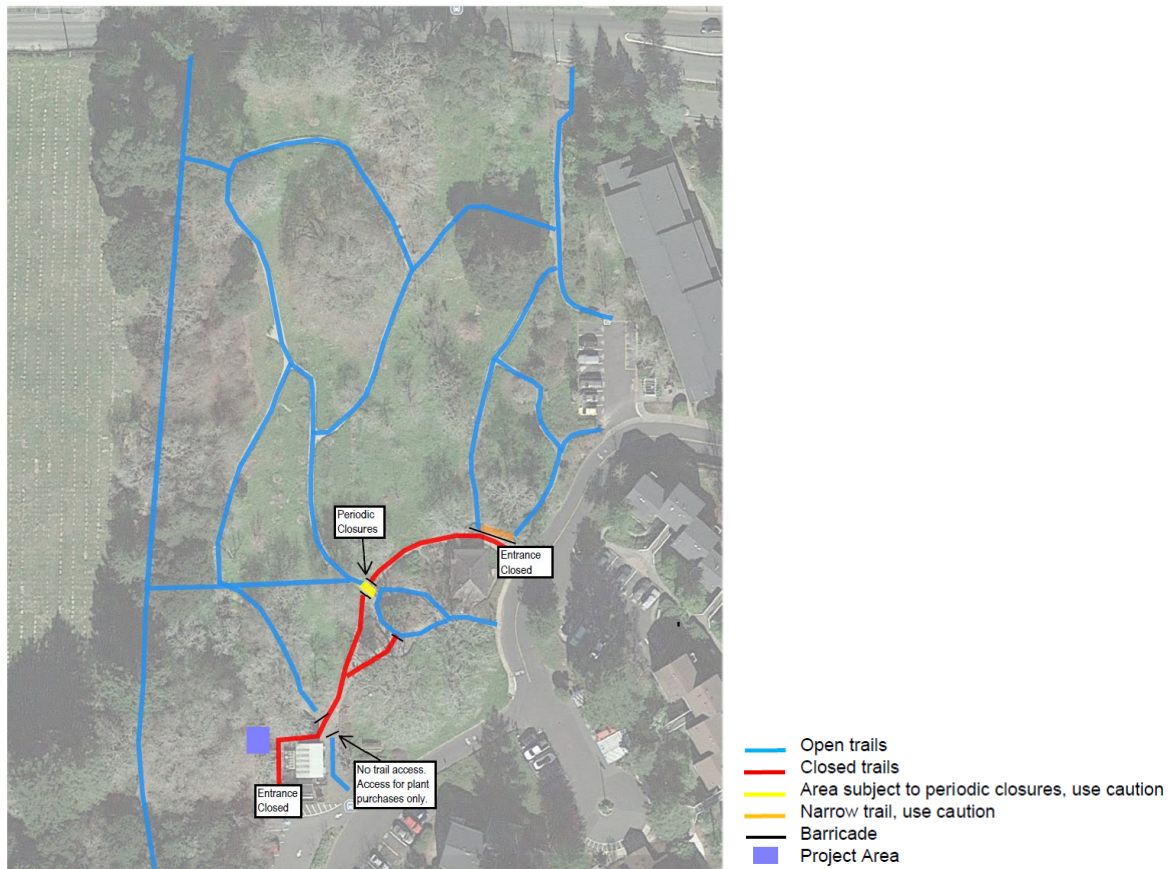 Periodic
Closures
Entrance
Closed
No trail access.
Access for plant
purchases only.
Entrance
Closed
Open trails
Closed trails
Area subject to periodic closures, use caution
Narrow trail, use caution
Barricade
Project Area